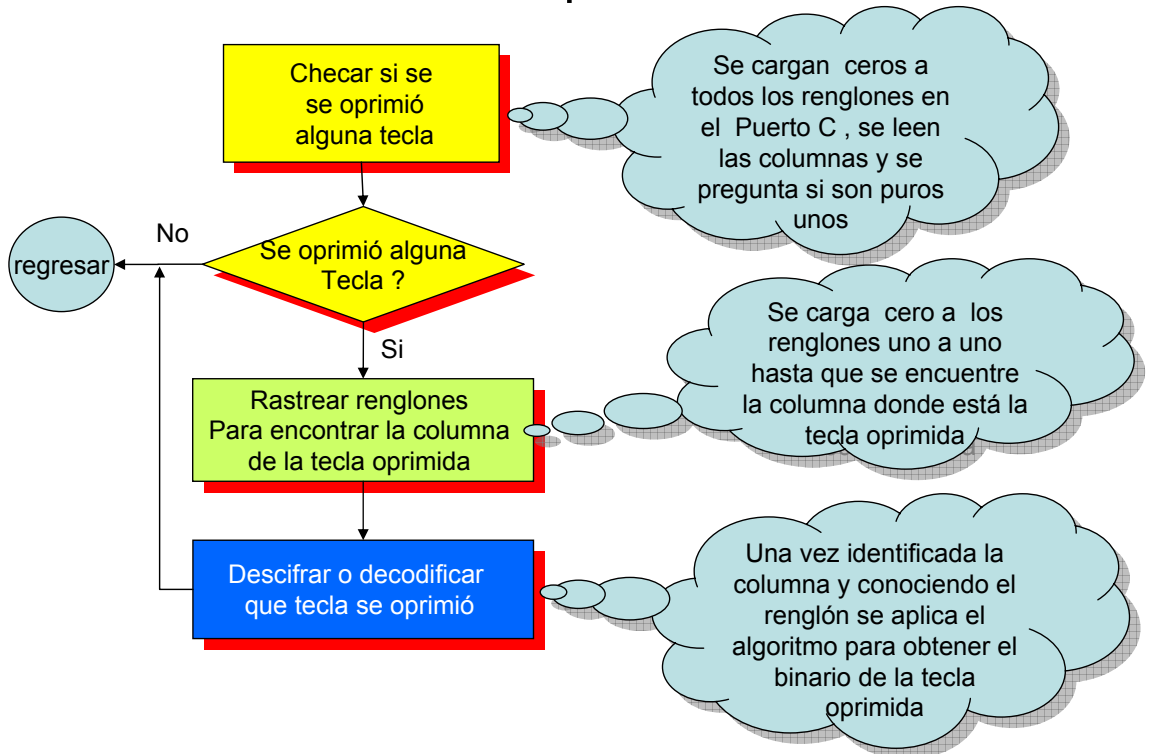 Checar si se
se oprimió
alguna tecla
Se cargan ceros a
todos los renglones en
el Puerto C , se leen
las columnas y se
pregunta si son puros
unos
regresar
No
Se oprimió alguna
Tecla ?
Si
Se carga cero a los
renglones uno a uno
hasta que se encuentre
la columna donde está la
tecla oprimida
Rastrear renglones
Para encontrar la columna
de la tecla oprimida
Descifrar o decodificar
que tecla se oprimió
Una vez identificada la
columna y conociendo el
renglón se aplica el
algoritmo para obtener el
binario de la tecla
oprimida